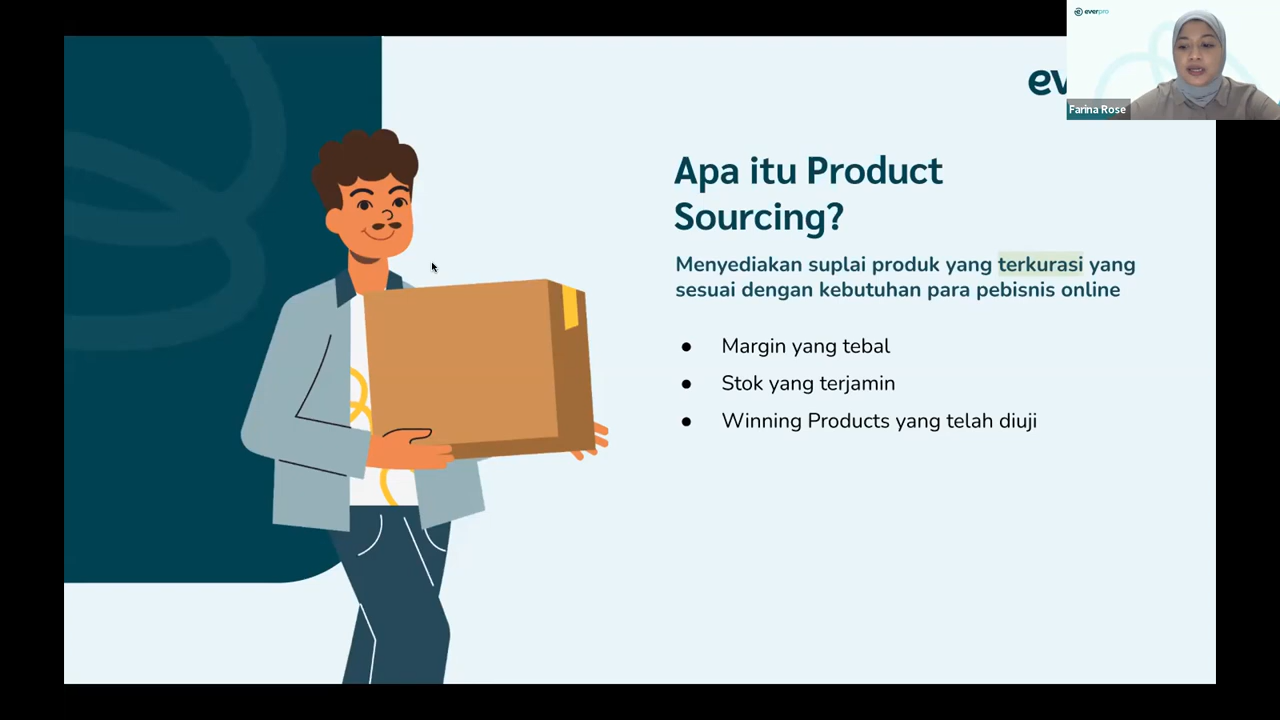 everpro
Farina Rose
Apa itu Product
Sourcing?
Menyediakan suplai produk yang terkurasi yang
sesuai dengan kebutuhan para pebisnis online
● Margin yang tebal
● Stok yang terjamin
● Winning Products yang telah diuji